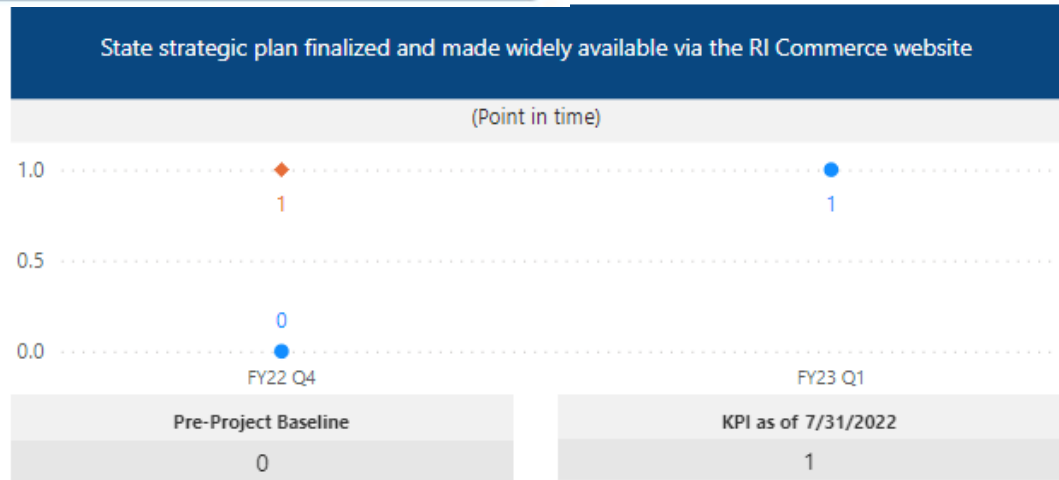 State strategic plan finalized and made widely available via the RI Commerce website
(Point in time)
1.0
1
1
0.5
0
0.0
FY22 Q4 FY23 Q1
Pre-Project Baseline KPI as of 7/31/2022
0 1